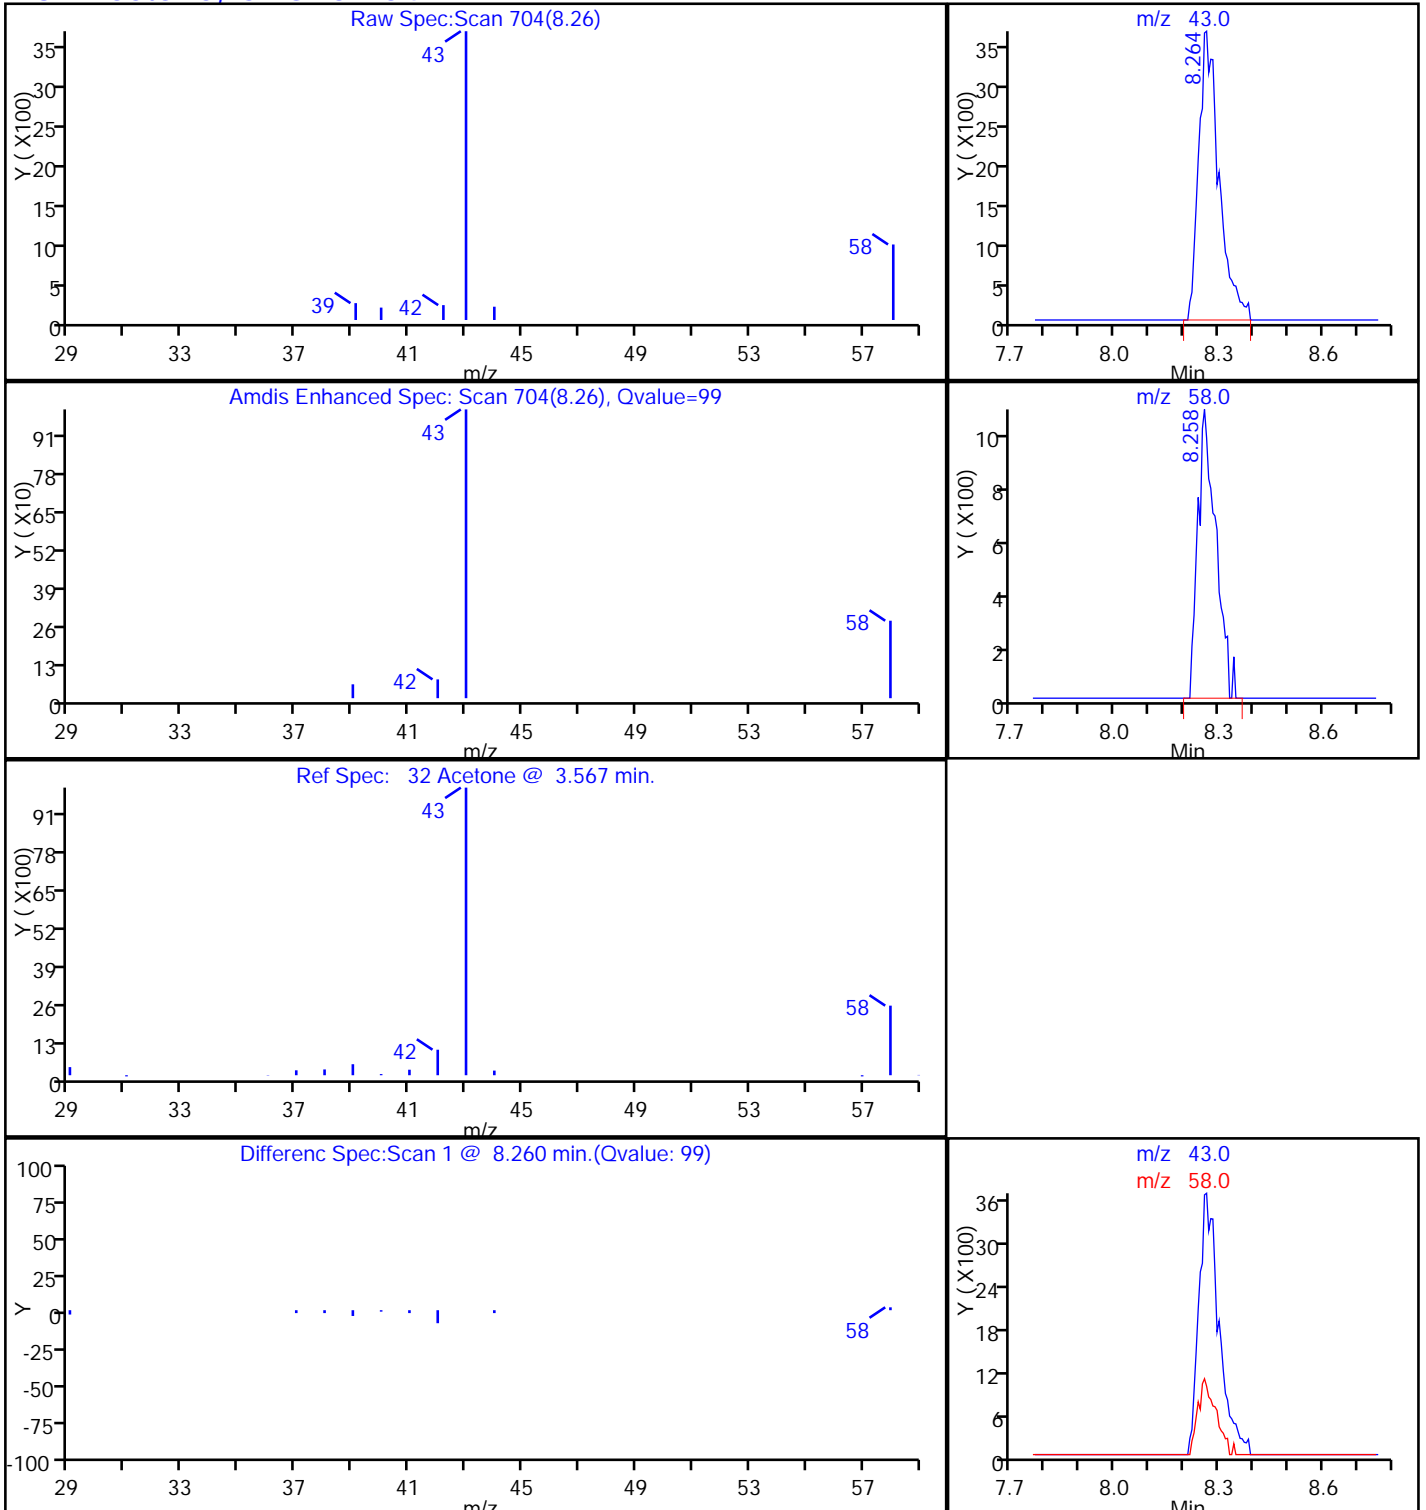 Raw Spec:Scan 704(8.26)
Y ( X100)
35
30
25
20
15
10
5
0
43
39
42
58
29 33 37 41 45 49 53 57
m/z
m/z 43.0
Y ( X100)
35
30
25
20
15
10
5
0
8.264
7.7 8.0 8.3 8.6
Min
Amdis Enhanced Spec: Scan 704(8.26), Qvalue=99
Y ( X10)
91
78
65
52
39
26
13
0
43
42
58
29 33 37 41 45 49 53 57
m/z
m/z 58.0
Y ( X100)
10
8
6
4
2
0
8.258
7.7 8.0 8.3 8.6
Min
Ref Spec: 32 Acetone @ 3.567 min.
Y ( X100)
91
78
65
52
39
26
13
0
43
42
58
29 33 37 41 45 49 53 57
m/z
Differenc Spec:Scan 1 @ 8.260 min.(Qvalue: 99)
Y
100
75
50
25
0
-25
-50
-75
-100
58
29 33 37 41 45 49 53 57
m/z
m/z 43.0
m/z 58.0
Y ( X100)
36
30
24
18
12
6
0
7.7 8.0 8.3 8.6
Min